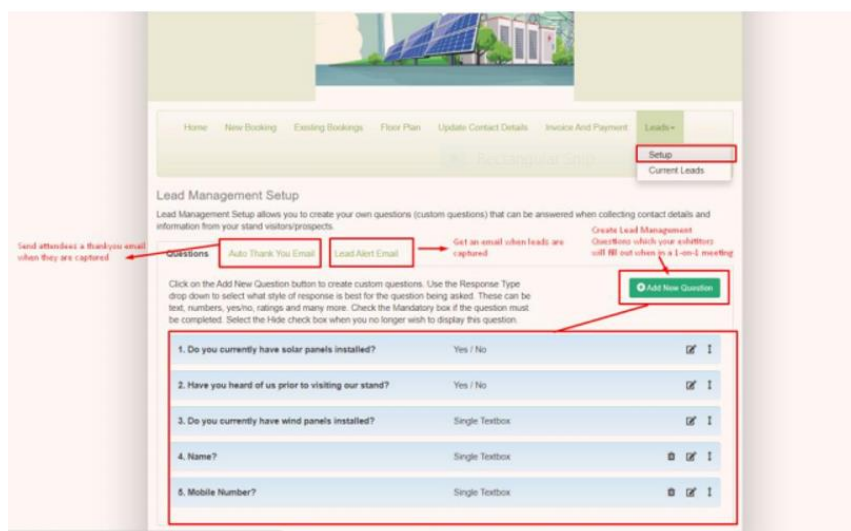 Home New Booking Existing Bookings Floor Plan Update Contact Details Invoice And Payment Leads
Rectangular Snip
Setup
Current Leads
Lead Management Setup
Lead Management Setup allows you to create your own questions (custom questions) that can be answered when collecting contact details and
information from your stand visitors/prospects.
Send attendees a thankyou email
when they are captured
Questions Auto Thank You Email Lead Alert Email
Get an email when leads are
captured
Create Lead Management
Questions which your exhibitors
will fill out when in a 1-on-1 meeting
Click on the Add New Question button to create custom questions. Use the Response Type
drop down to select what style of response is best for the question
being asked. These can be
text, numbers, yes/no, ratings and many more. Check the Mandatory
box if the question must
be completed. Select the Hide check box when you no longer wish
to display this question.
Add New Question
1. Do you currently have solar panels installed? Yes / No
2. Have you heard of us prior to visiting our stand? Yes / No
3. Do you currently have wind panels installed? Single Textbox
4. Name? Single Textbox
5. Mobile Number? Single Textbox